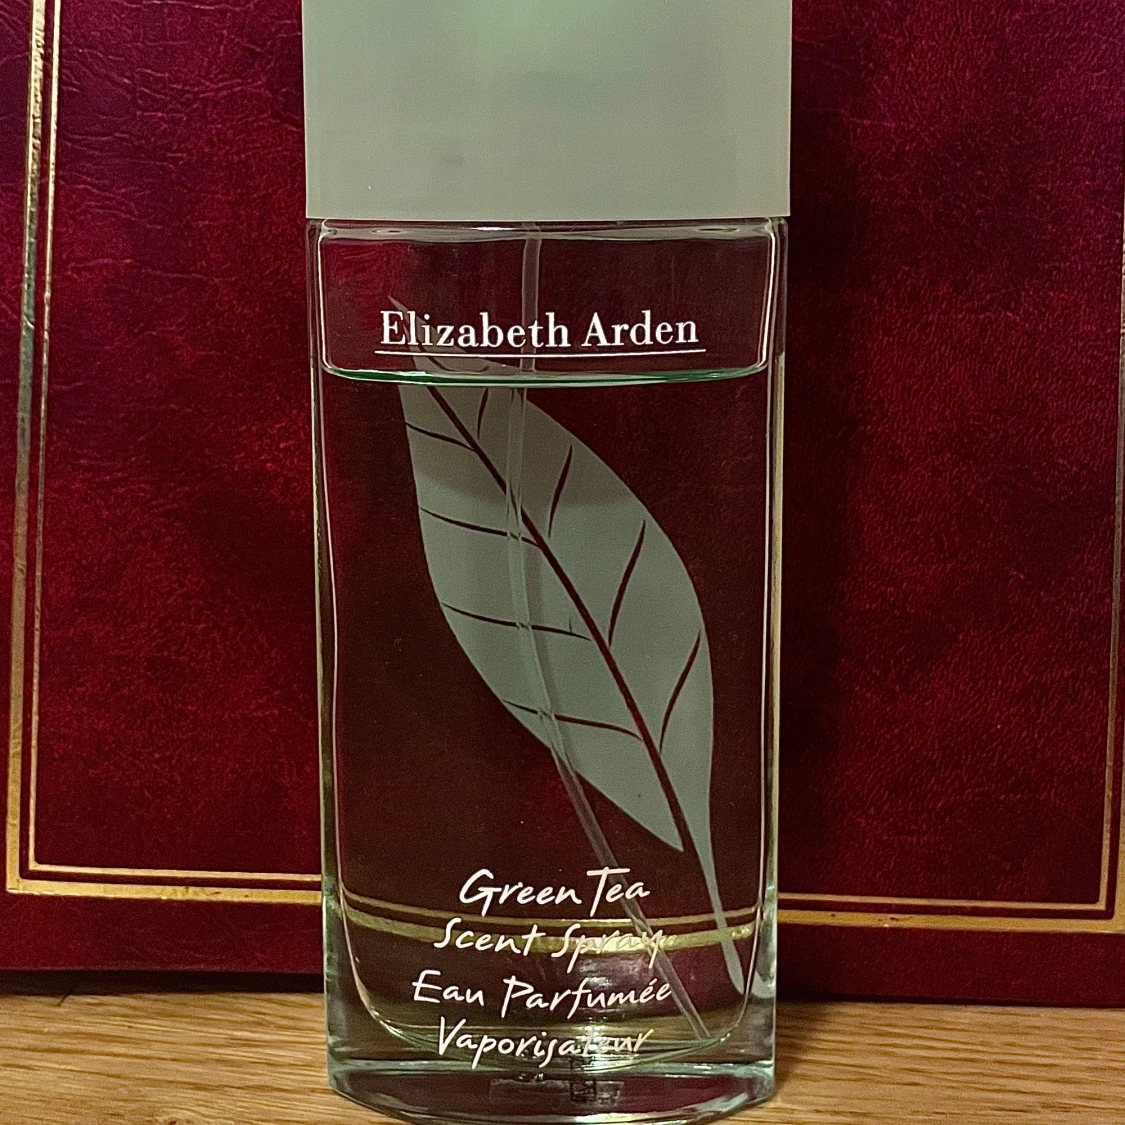 Elizabeth Arden
Green Tea
Scent Spray
Eau Parfumée
Vaporisateur